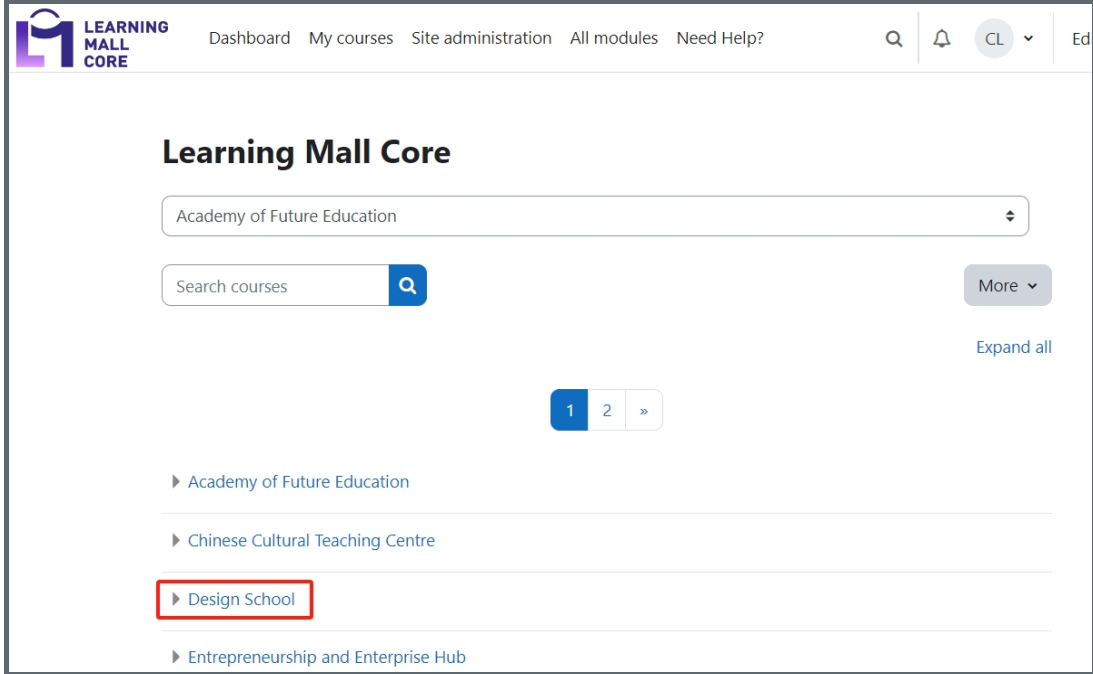 LEARNING
MALL
CORE
Dashboard My courses Site administration All modules Need Help?
CL
Ed
Learning Mall Core
Academy of Future Education
Search courses
More
Expand all
1 2 »
Academy of Future Education
Chinese Cultural Teaching Centre
Design School
Entrepreneurship and Enterprise Hub